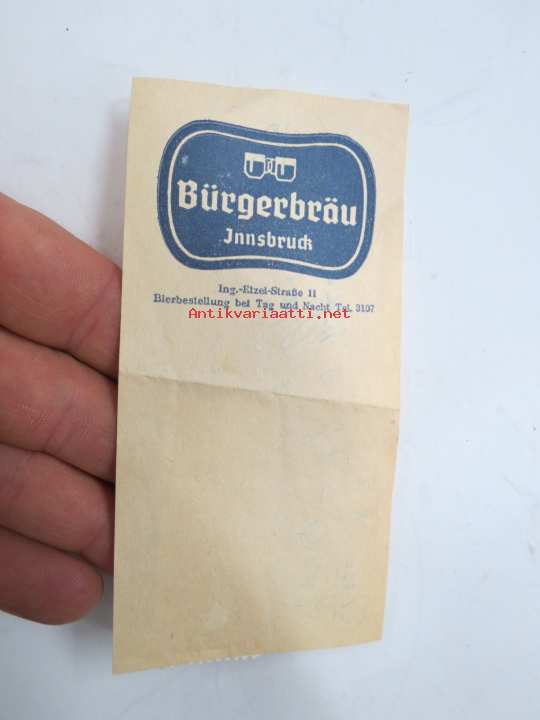 Bürgerbräu
Innsbruck
Ing.-Etzel-Straße 11
Bierbestellung bei Tag und Nacht Tel. 3107
Antikvariaatti.net